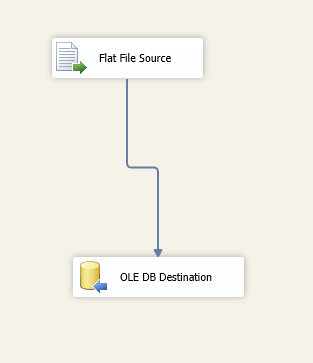 Flat File Source
OLE DB Destination